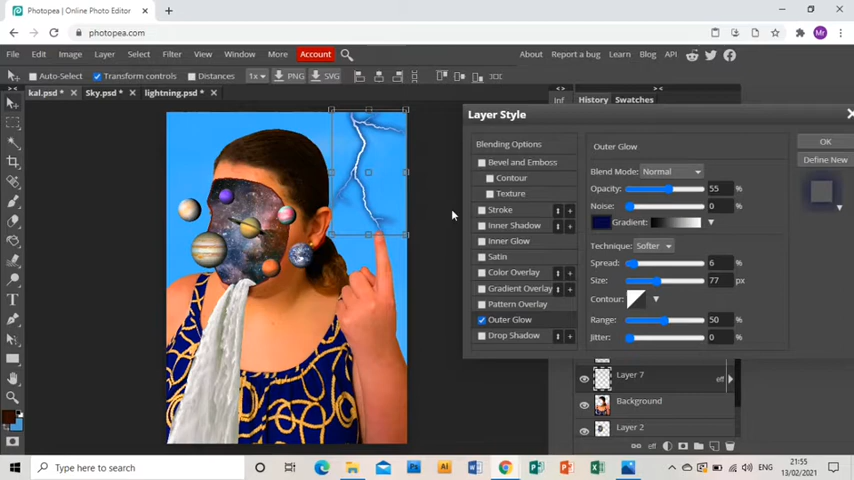 Photopea | Online Photo Editor
photopea.com
Mr
File Edit Image Layer Select Filter View Window More Account
About Report a bug Learn Blog API
Auto-Select Transform controls Distances 1x PNG SVG
kal.psd * Sky.psd * lightning.psd *
History Swatches
Inf
Layer Style
Blending Options
Bevel and Emboss
Contour
Texture
Stroke
Inner Shadow
Inner Glow
Satin
Color Overlay
Gradient Overlay
Pattern Overlay
Outer Glow
Drop Shadow
Outer Glow
Blend Mode: Normal
Opacity: 55 %
Noise: 0 %
Gradient:
Technique: Softer
Spread: 6 %
Size: 77 px
Contour:
Range: 50 %
Jitter: 0 %
OK
Define New
Layer 7
eff
Background
Layer 2
eff
Type here to search
Ps
Ai
ENG
21:55
13/02/2021